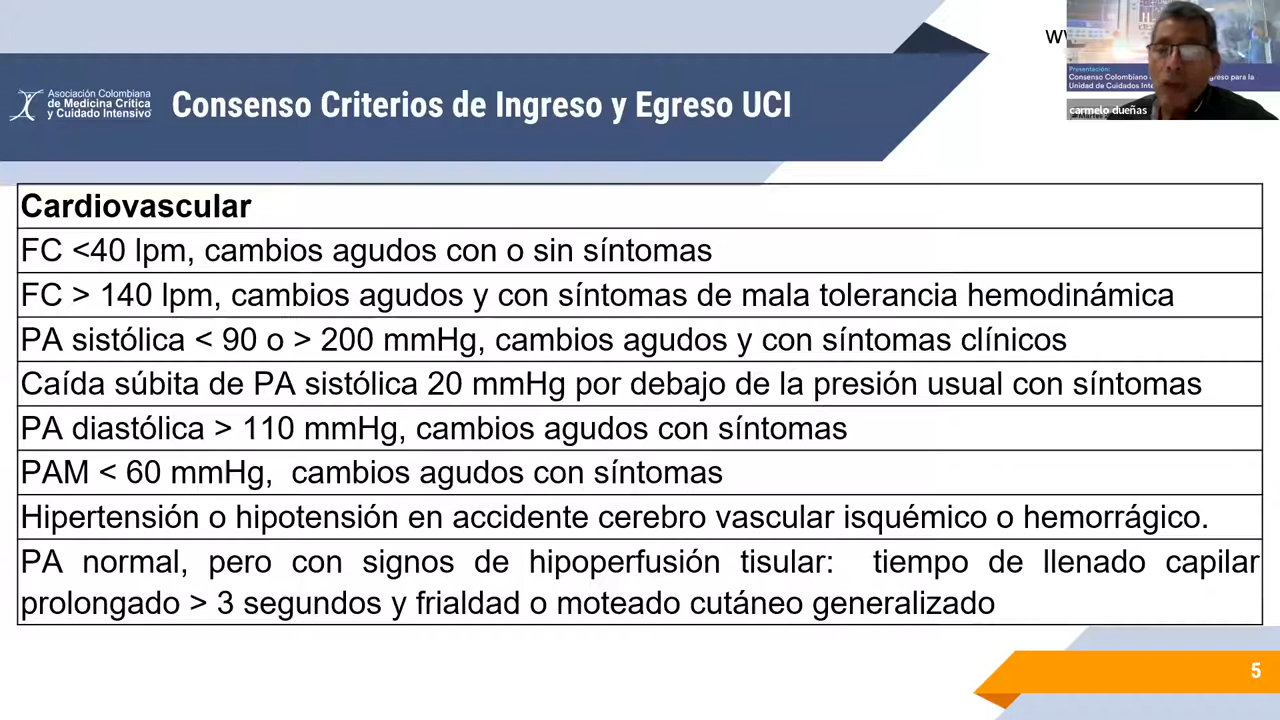 Asociación Colombiana
de Medicina Crítica
y Cuidado Intensivo
Consenso Criterios de Ingreso y Egreso UCI
Presentación:
Consenso Colombiano
greso para la
Unidad de Cuidados
carmelo dueñas
Cardiovascular
FC <40 lpm, cambios agudos con o sin síntomas
FC > 140 lpm, cambios agudos y con síntomas de mala tolerancia hemodinámica
PA sistólica < 90 o > 200 mmHg, cambios agudos y con síntomas clínicos
Caída súbita de PA sistólica 20 mmHg por debajo de la presión usual con síntomas
PA diastólica > 110 mmHg, cambios agudos con síntomas
PAM < 60 mmHg,  cambios agudos con síntomas
Hipertensión o hipotensión en accidente cerebro vascular isquémico o hemorrágico.
PA normal, pero con signos de hipoperfusión tisular:  tiempo de llenado capilar
prolongado > 3 segundos y frialdad o moteado cutáneo generalizado
5